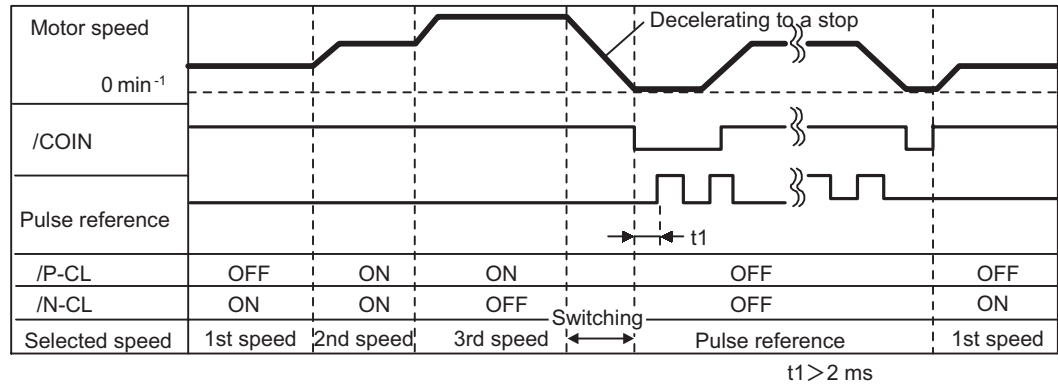 Motor speed
Decelerating to a stop
0 min⁻¹
/COIN
Pulse reference
t1
/P-CL OFF ON ON OFF OFF
/N-CL ON ON OFF OFF ON
Switching
Selected speed 1st speed 2nd speed 3rd speed Pulse reference 1st speed
t1＞2 ms